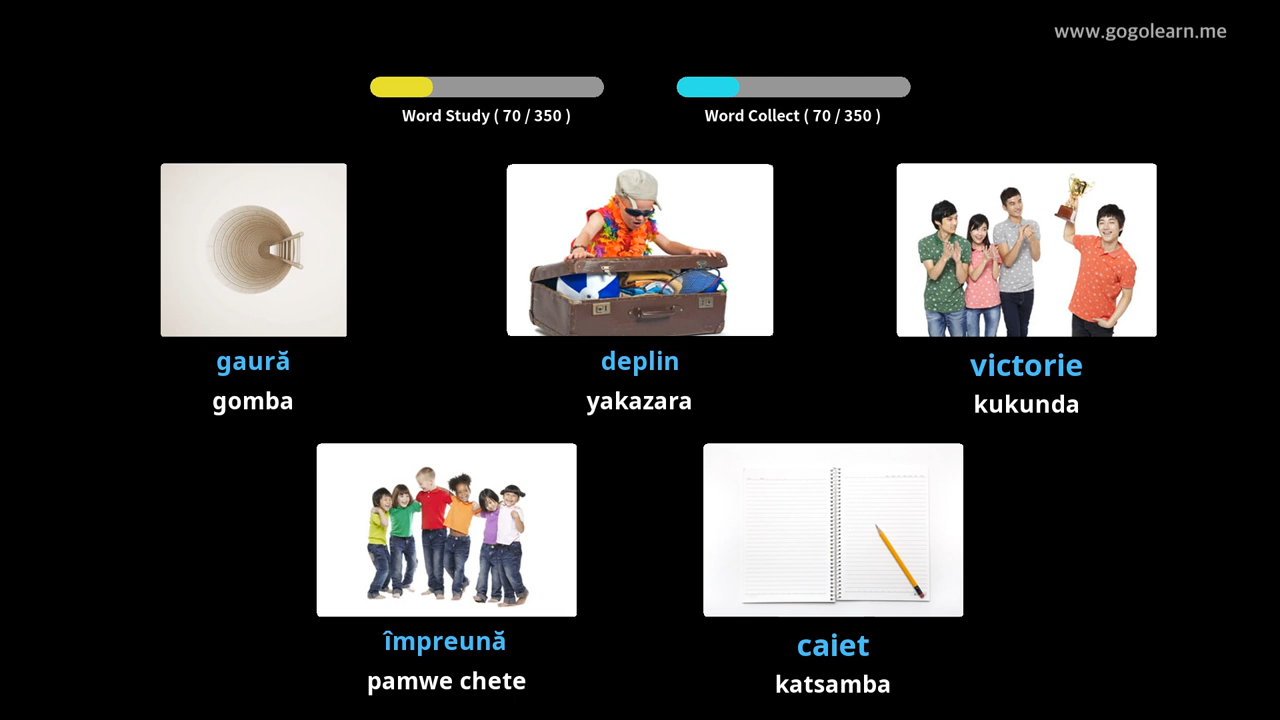 www.gogolearn.me
Word Study ( 70 / 350 )
Word Collect ( 70 / 350 )
gaură
gomba
deplin
yakazara
victorie
kukunda
împreună
pamwe chete
caiet
katsamba